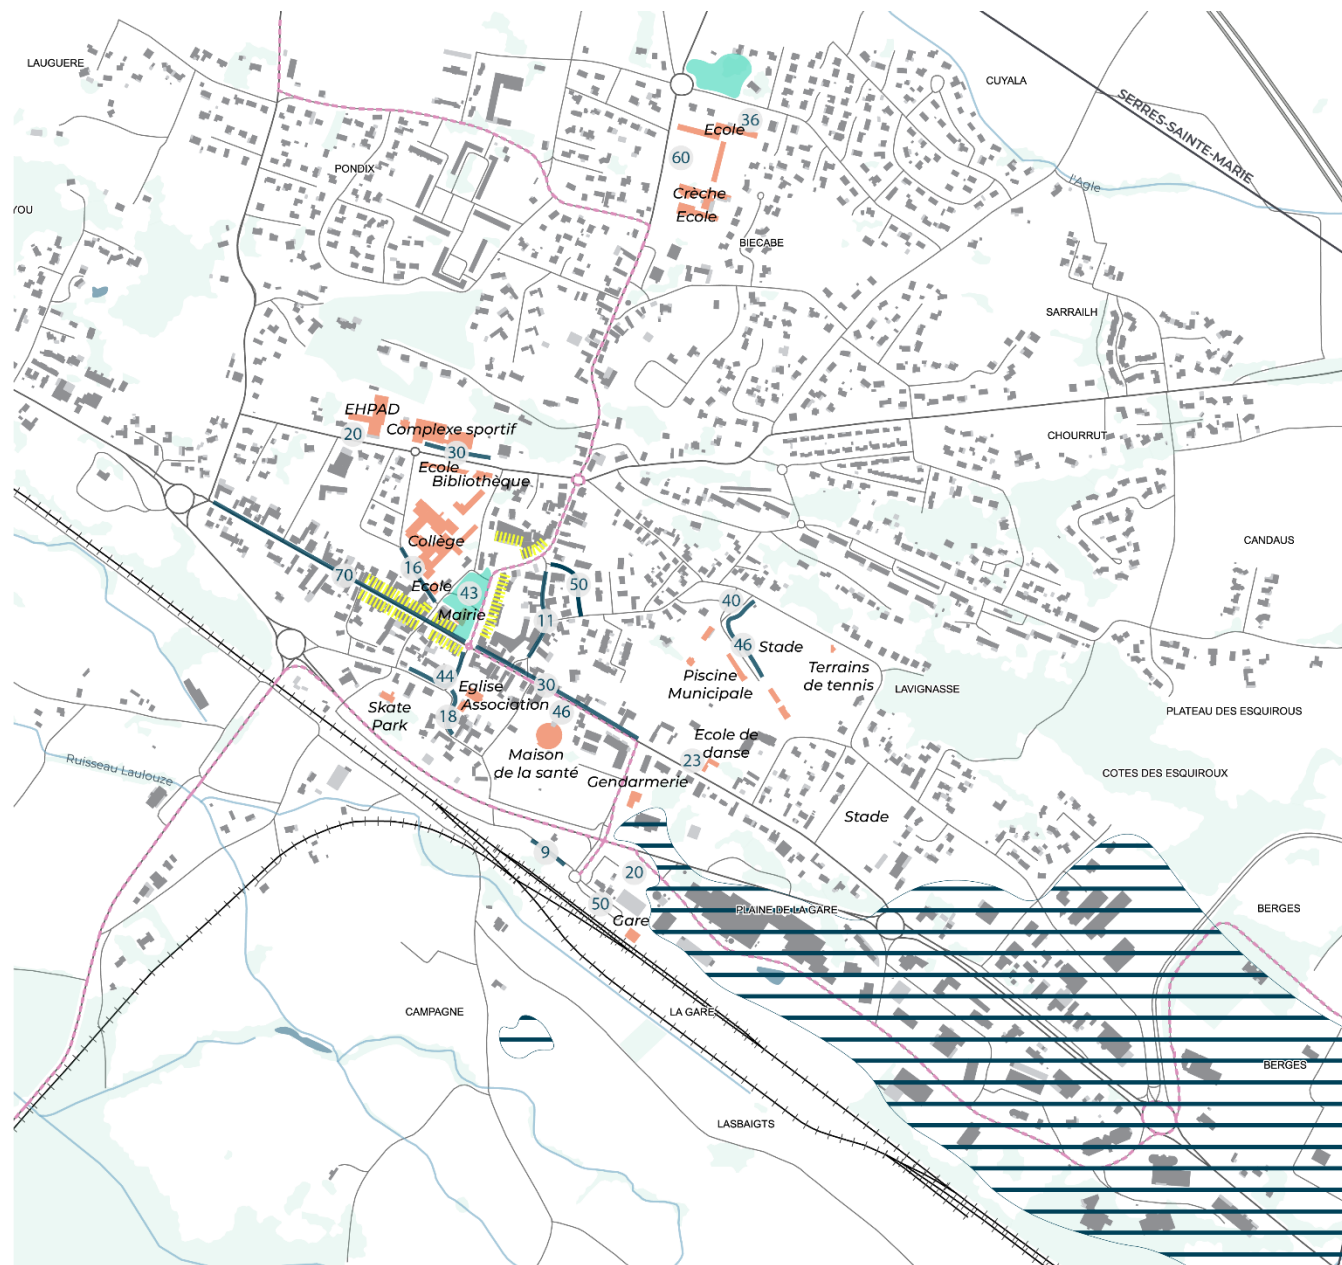 LAUGUERE
CUYALA
SERRES-SAINTE-MARIE
36
Ecole
60
PONDIX
l'Agle
Crèche
Ecole
YOU
BIECABE
SARRAILH
EHPAD
20
Complexe sportif
CHOURRUT
30
Ecole
Bibliothèque
Collège
CANDAUS
70
16
50
Ecole
43
40
Mairie
11
46
Stade
44
Piscine
Municipale
Terrains
de tennis
30
Eglise
LAVIGNASSE
Skate
Park
18
Association
46
PLATEAU DES ESQUIROUS
Ecole de
danse
Maison
de la santé
23
Ruisseau Laulouze
COTES DES ESQUIROUX
Gendarmerie
Stade
9
20
50
Gare
PLAINE DE LA GARE
BERGES
CAMPAGNE
LA GARE
BERGES
LASBAIGTS